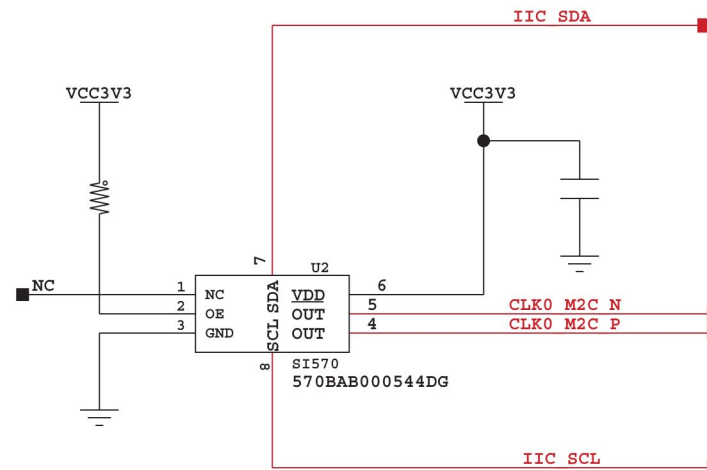 IIC SDA
VCC3V3
VCC3V3
7
U2
NC
1
NC
SDA
VDD
6
2
OE
OUT
5
CLK0 M2C N
3
GND
SCL
OUT
4
CLK0 M2C P
8
SI570
570BAB000544DG
IIC SCL